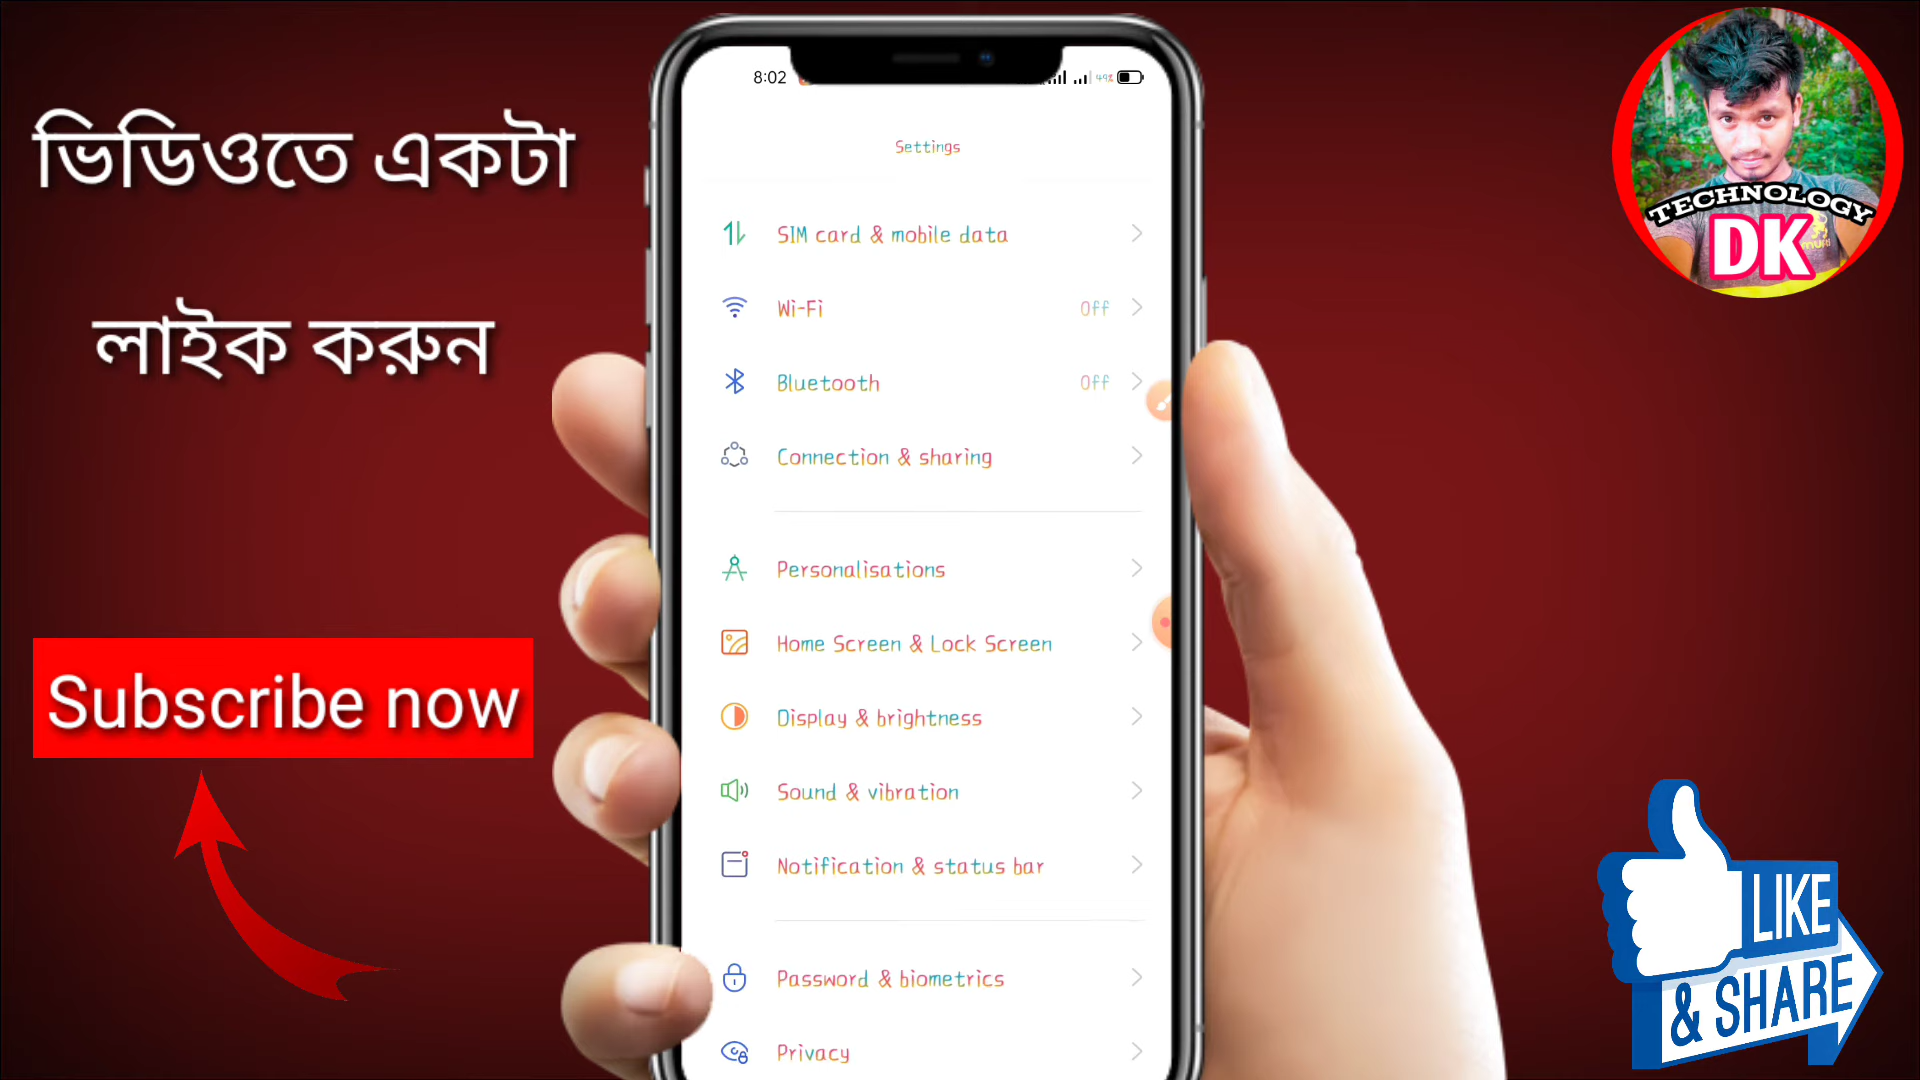 ভিডিওতে একটা
লাইক করুন
Subscribe now
8:02
49%
Settings
SIM card & mobile data
Wi-Fi Off
Bluetooth Off
Connection & sharing
Personalisations
Home Screen & Lock Screen
Display & brightness
Sound & vibration
Notification & status bar
Password & biometrics
Privacy
TECHNOLOGY
DK
LIKE
& SHARE